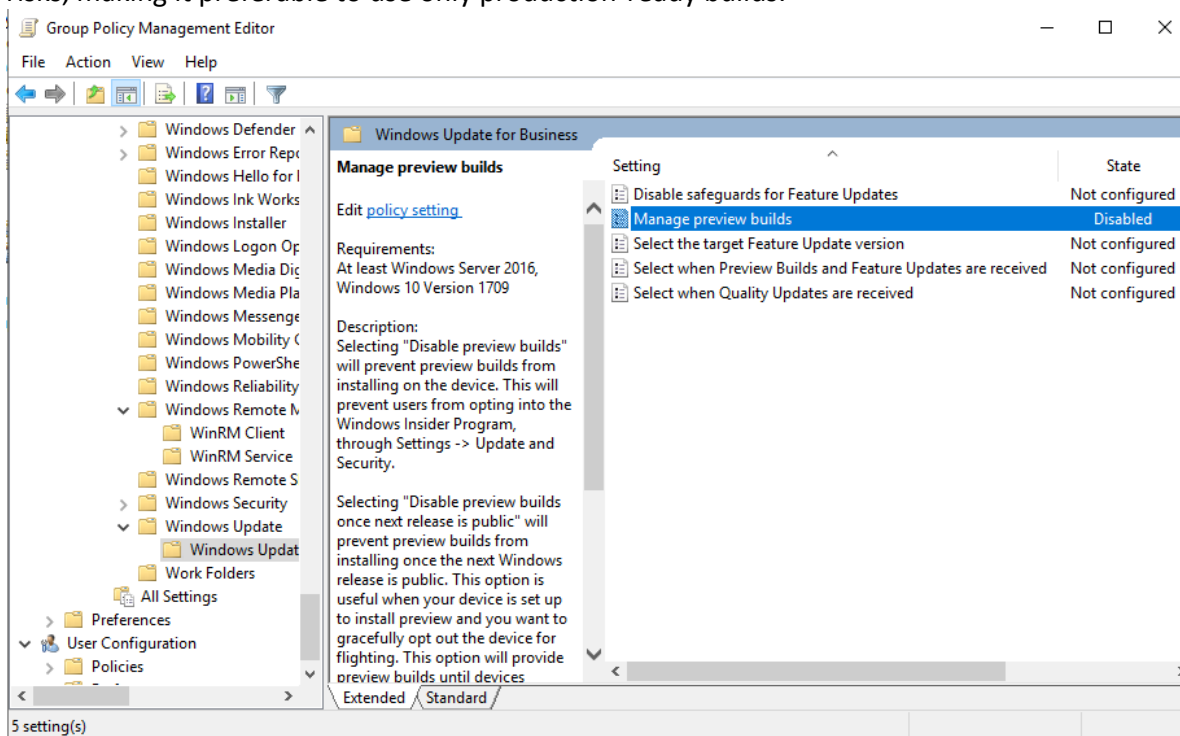 risks, making it preferable to use only production-ready builds.
Group Policy Management Editor
File Action View Help
Windows Defender
Windows Error Repo
Windows Hello for
Windows Ink Works
Windows Installer
Windows Logon Op
Windows Media Dig
Windows Media Pla
Windows Messenge
Windows Mobility
Windows PowerShe
Windows Reliability
Windows Remote M
WinRM Client
WinRM Service
Windows Remote S
Windows Security
Windows Update
Windows Updat
Work Folders
All Settings
Preferences
User Configuration
Policies
Windows Update for Business
Manage preview builds
Edit policy setting
Requirements:
At least Windows Server 2016,
Windows 10 Version 1709
Description:
Selecting "Disable preview builds"
will prevent preview builds from
installing on the device. This will
prevent users from opting into the
Windows Insider Program,
through Settings -> Update and
Security.
Selecting "Disable preview builds
once next release is public" will
prevent preview builds from
installing once the next Windows
release is public. This option is
useful when your device is set up
to install preview and you want to
gracefully opt out the device for
flighting. This option will provide
preview builds until devices
Setting State
Disable safeguards for Feature Updates Not configured
Manage preview builds Disabled
Select the target Feature Update version Not configured
Select when Preview Builds and Feature Updates are received Not configured
Select when Quality Updates are received Not configured
Extended Standard
5 setting(s)